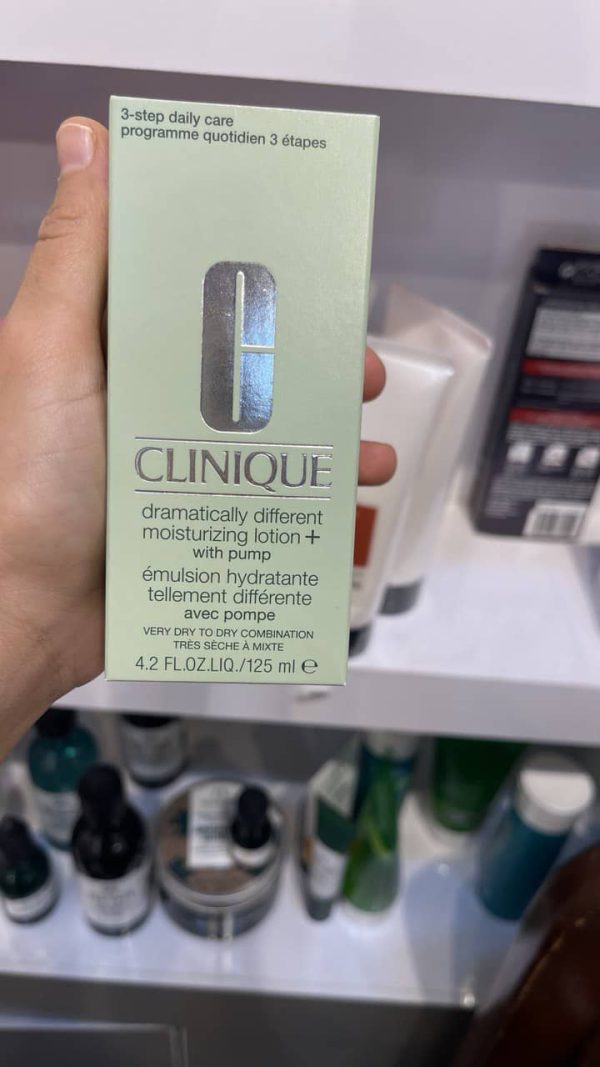 3-step daily care
programme quotidien 3 étapes
CLINIQUE
dramatically different
moisturizing lotion +
with pump
émulsion hydratante
tellement différente
avec pompe
VERY DRY TO DRY COMBINATION
TRÈS SÈCHE À MIXTE
4.2 FL.OZ.LIQ./125 ml ℮